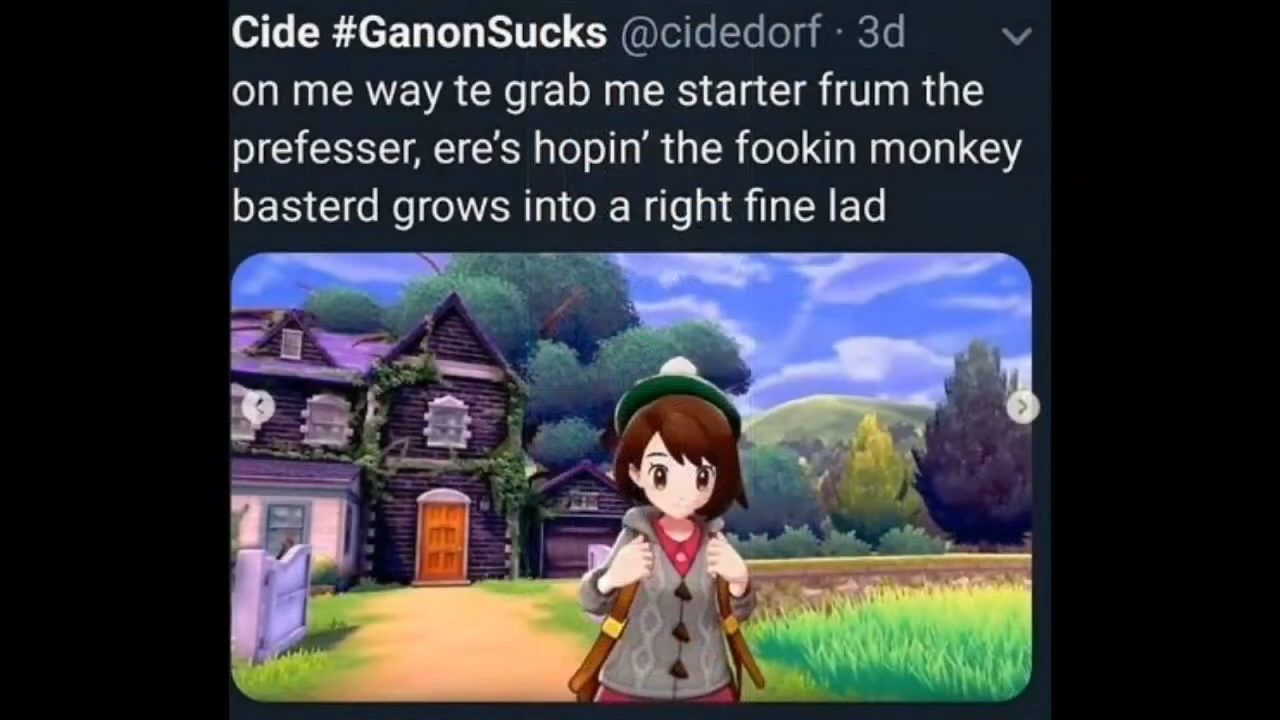 Cide #GanonSucks @cidedorf · 3d
on me way te grab me starter frum the
prefesser, ere’s hopin’ the fookin monkey
basterd grows into a right fine lad